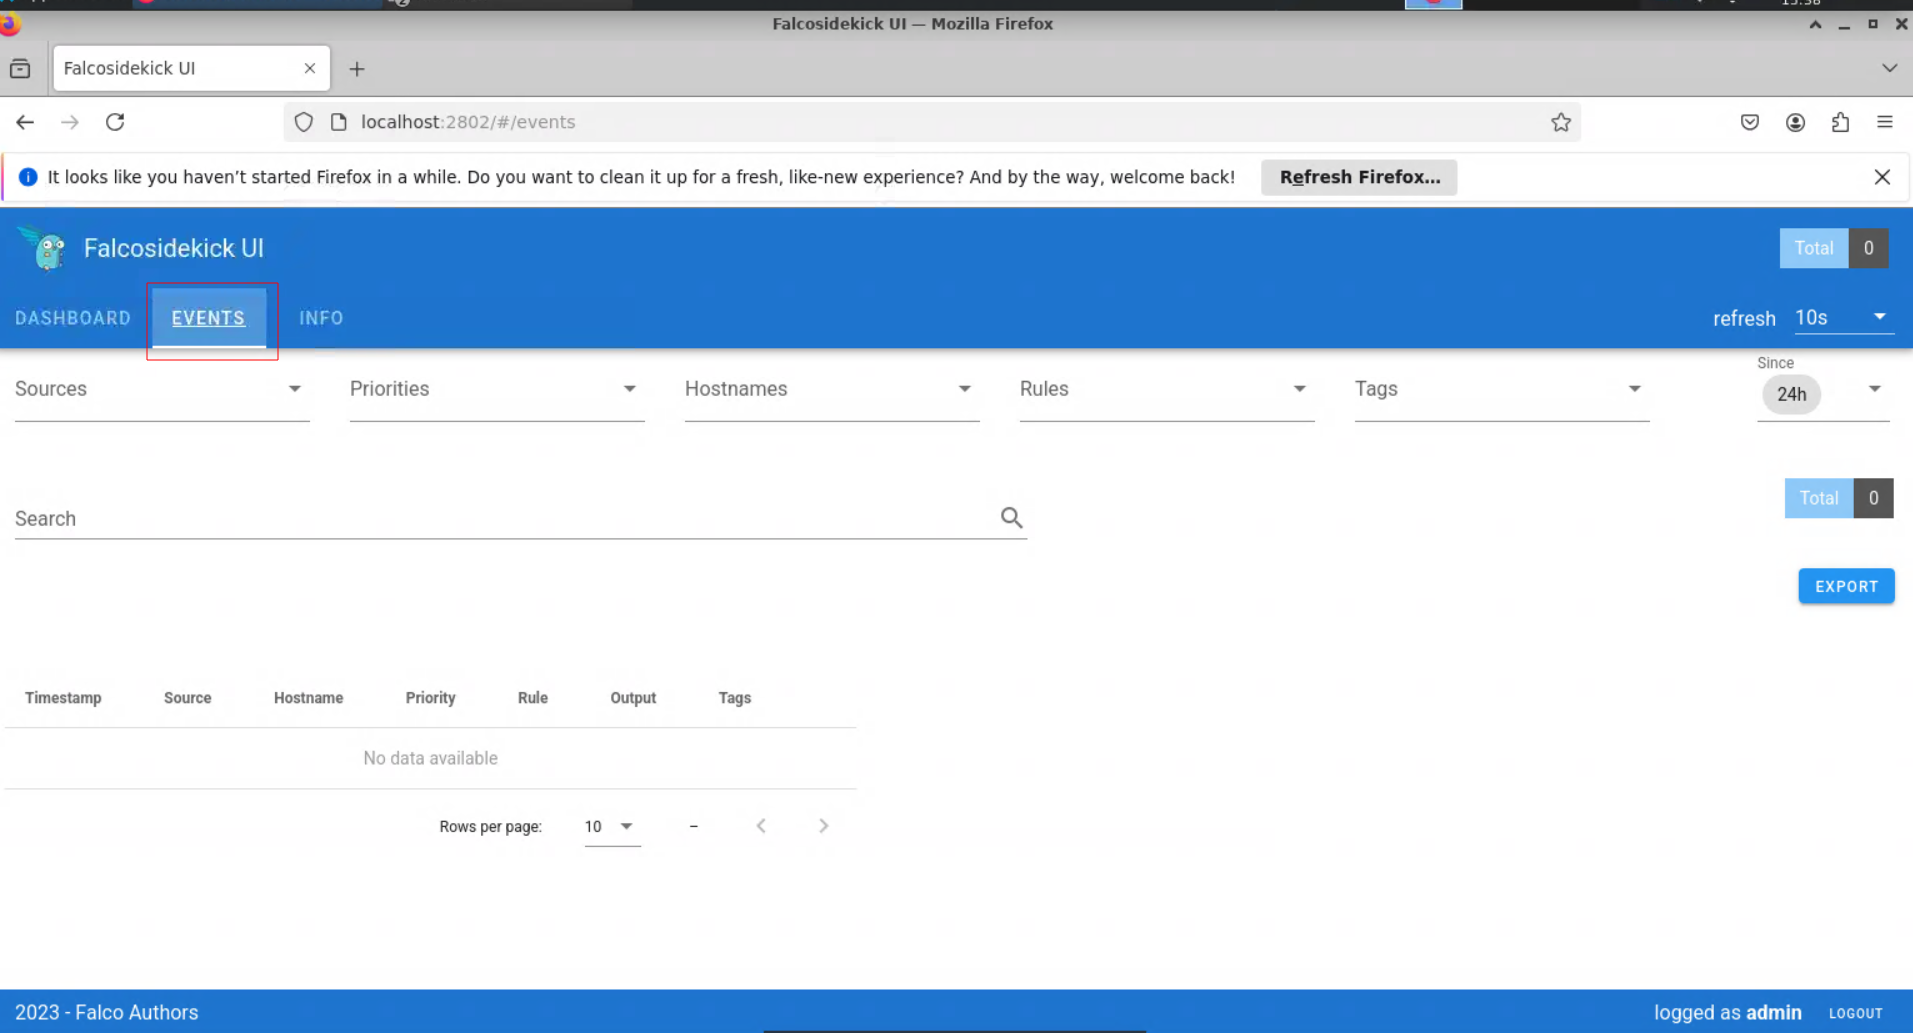 Falcosidekick UI — Mozilla Firefox
Falcosidekick UI
localhost:2802/#/events
It looks like you haven't started Firefox in a while. Do you want to clean it up for a fresh, like-new experience? And by the way, welcome back! Refresh Firefox...
Falcosidekick UI
Total 0
DASHBOARD EVENTS INFO
refresh 10s
Since
Sources Priorities Hostnames Rules Tags 24h
Total 0
Search
EXPORT
Timestamp Source Hostname Priority Rule Output Tags
No data available
Rows per page: 10 –
2023 - Falco Authors
logged as admin LOGOUT